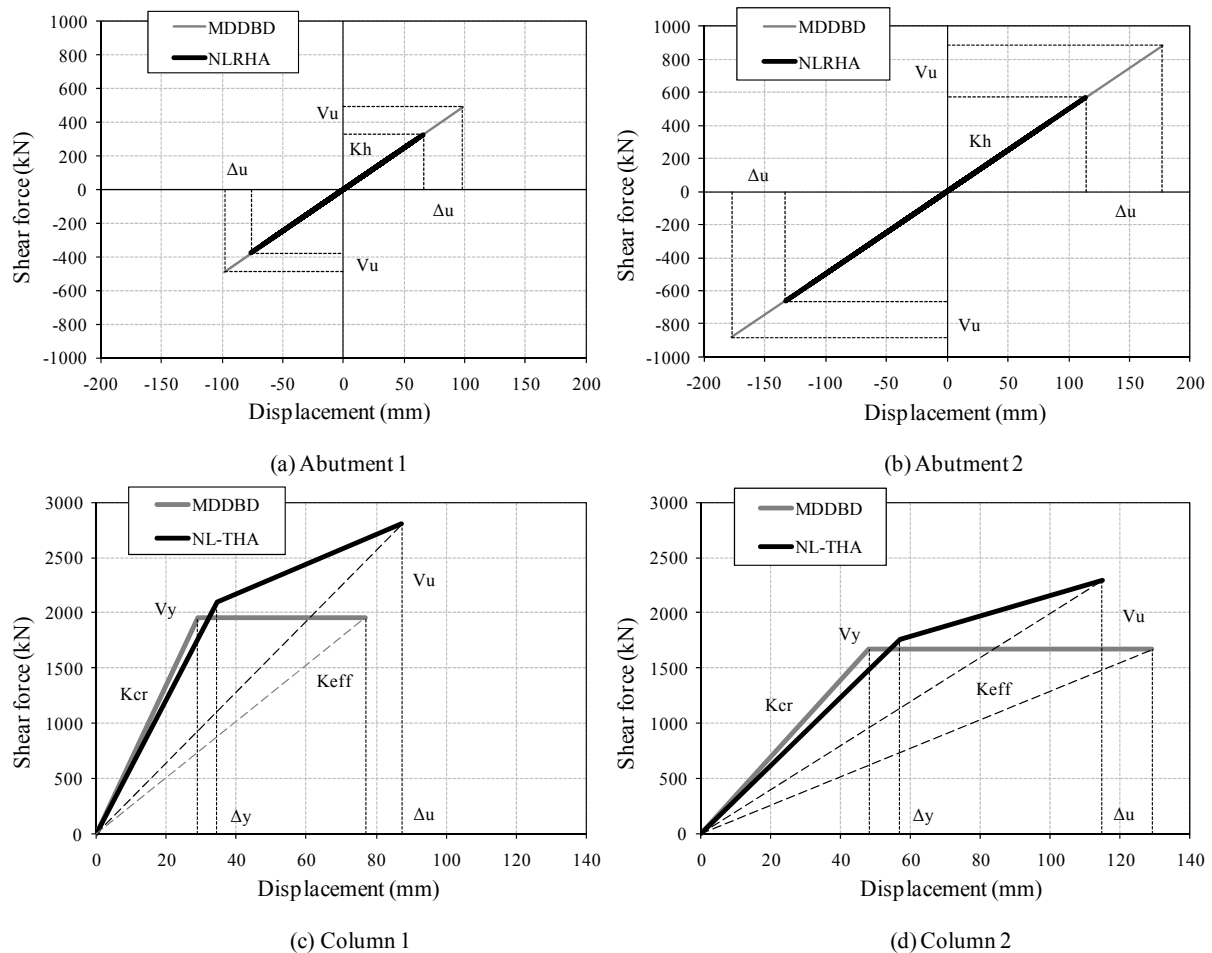 MDDBD
NLRHA
1000
800
600
400
200
0
-200
-400
-600
-800
-1000
Shear force (kN)
Vu
Kh
Δu
Δu
Vu
-200 -150 -100 -50 0 50 100 150 200
Displacement (mm)
(a) Abutment 1
MDDBD
NLRHA
1000
800
600
400
200
0
-200
-400
-600
-800
-1000
Shear force (kN)
Vu
Kh
Δu
Δu
Vu
-200 -150 -100 -50 0 50 100 150 200
Displacement (mm)
(b) Abutment 2
MDDBD
NL-THA
3000
2500
2000
1500
1000
500
0
Shear force (kN)
Vy
Vu
Kcr
Keff
Δy
Δu
0 20 40 60 80 100 120 140
Displacement (mm)
(c) Column 1
MDDBD
NL-THA
3000
2500
2000
1500
1000
500
0
Shear force (kN)
Vy
Vu
Kcr
Keff
Δy
Δu
0 20 40 60 80 100 120 140
Displacement (mm)
(d) Column 2